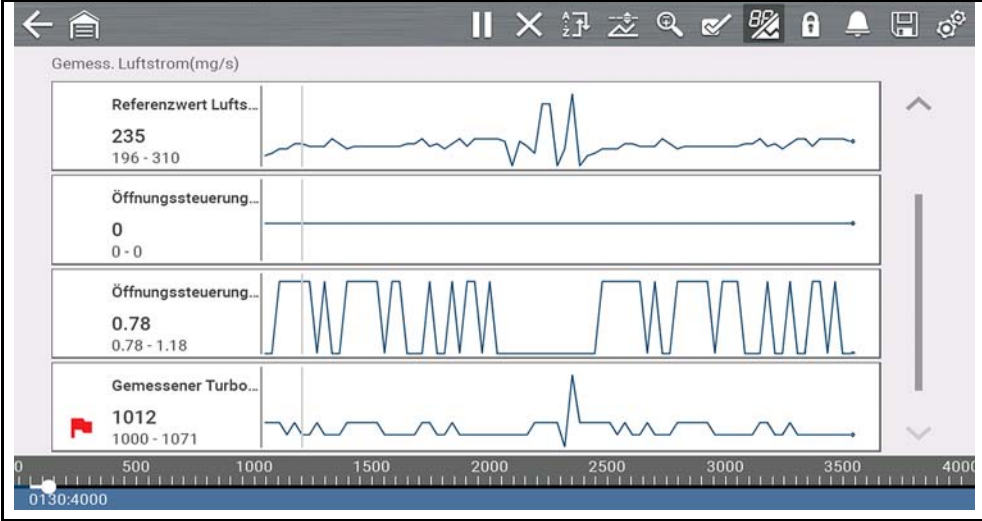 Gemess. Luftstrom(mg/s)
Referenzwert Lufts...
235
196 - 310
Öffnungssteuerung...
0
0 - 0
Öffnungssteuerung...
0.78
0.78 - 1.18
Gemessener Turbo...
1012
1000 - 1071
0 500 1000 1500 2000 2500 3000 3500 4000
0130:4000